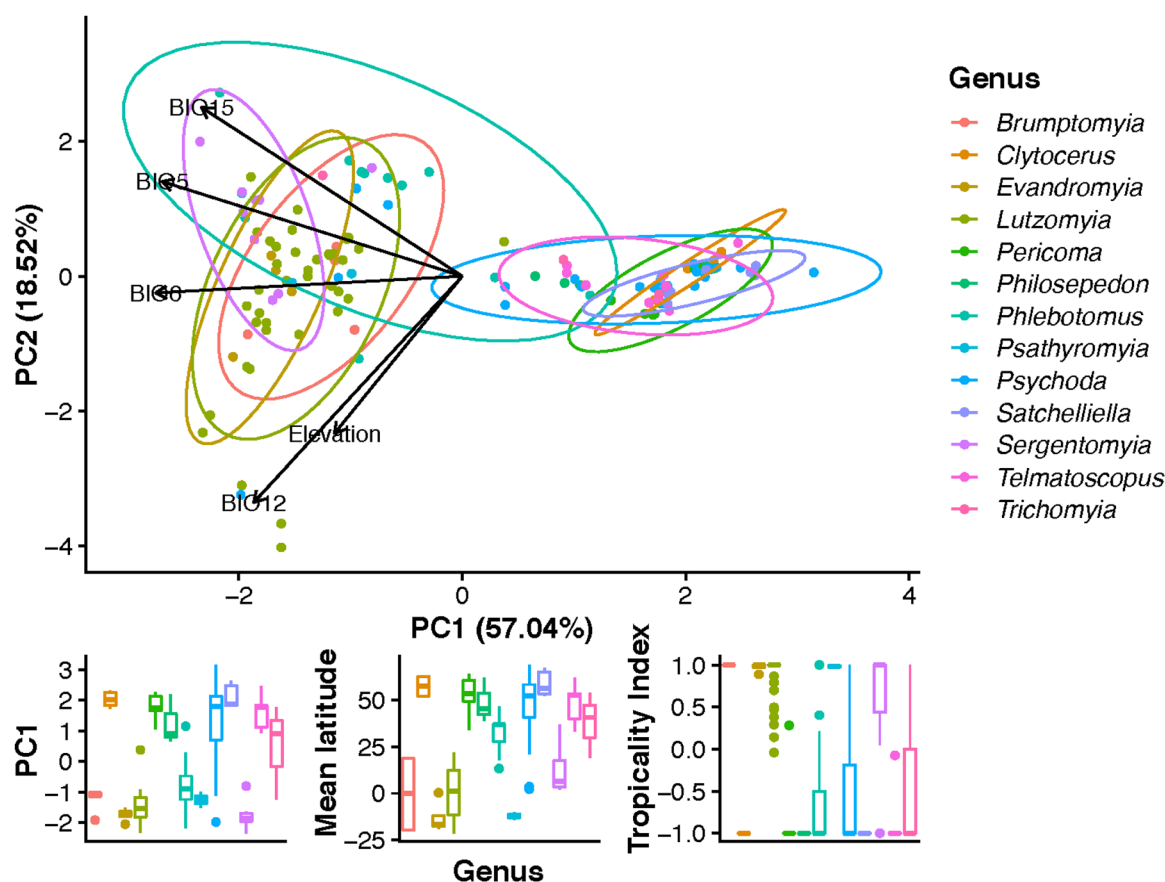 Genus
Brumptomyia
Clytocerus
Evandromyia
Lutzomyia
Pericoma
Philosepedon
Phlebotomus
Psathyromyia
Psychoda
Satchelliella
Sergentomyia
Telmatoscopus
Trichomyia
PC2 (18.52%)
2
0
−2
−4
BIO15
BIO5
BIO6
Elevation
BIO12
−2 0 2 4
PC1 (57.04%)
PC1
3
2
1
0
−1
−2
Mean latitude
50
25
0
−25
Genus
Tropicality Index
1.0
0.5
0.0
−0.5
−1.0